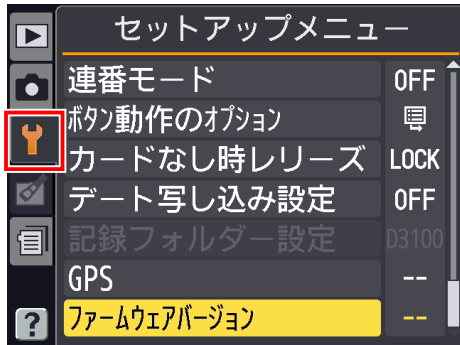 セットアップメニュー
連番モード OFF
ボタン動作のオプション
カードなし時レリーズ LOCK
デート写し込み設定 OFF
記録フォルダー設定 D3100
GPS --
ファームウェアバージョン --
?